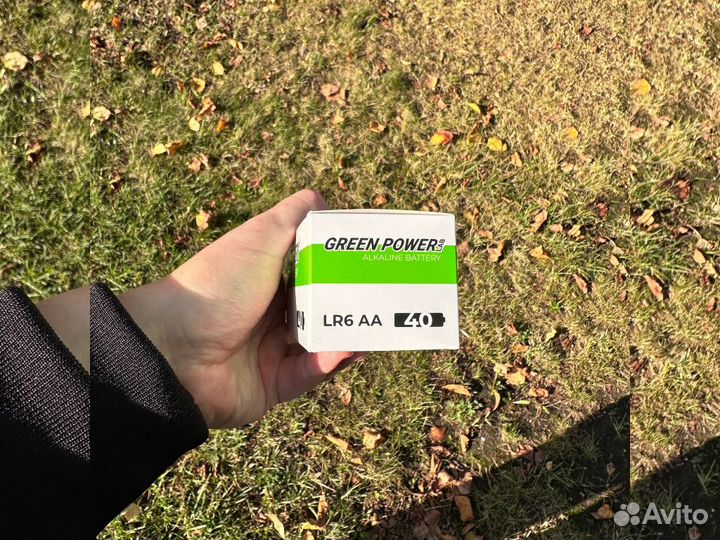 GREEN POWER
ALKALINE BATTERY
LR6 AA 40
Avito